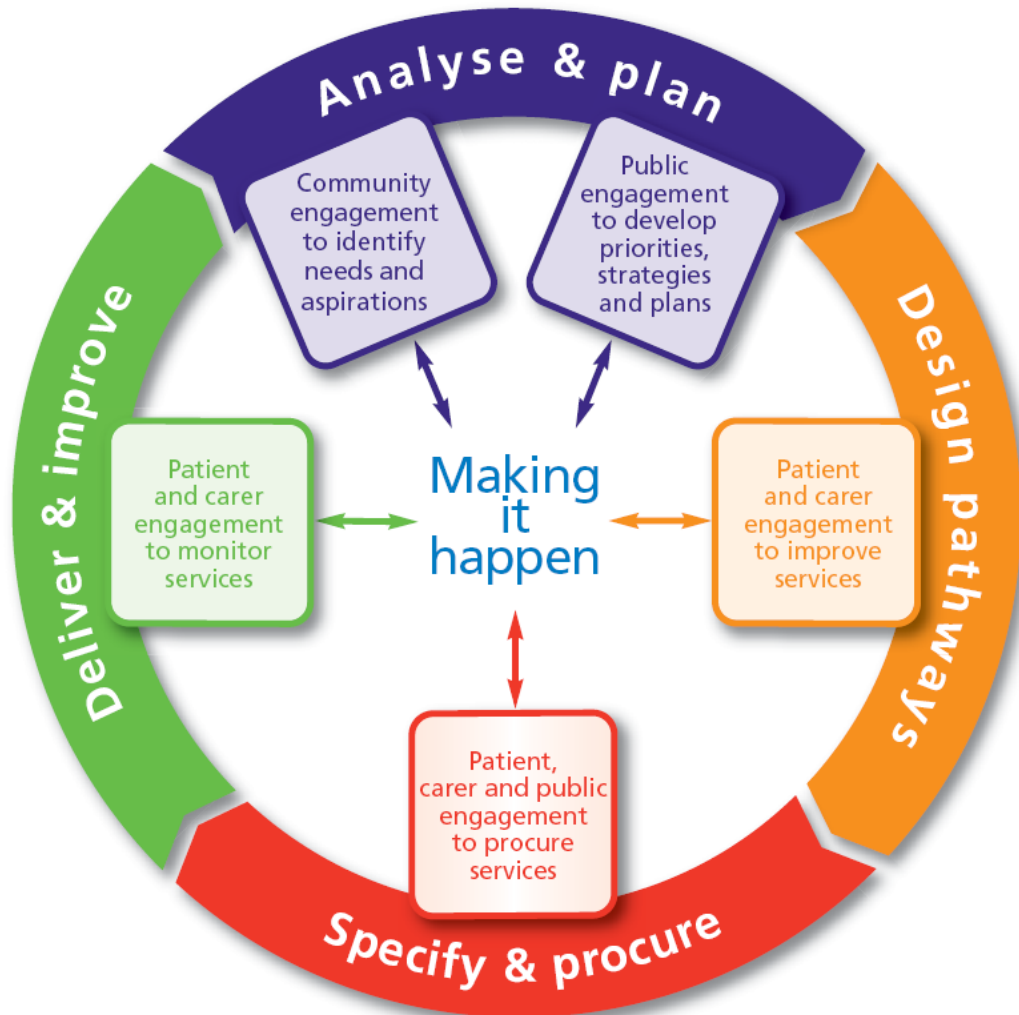 Analyse & plan
Community
engagement
to identify
needs and
aspirations
Public
engagement
to develop
priorities,
strategies
and plans
Design pathways
Patient
and carer
engagement
to improve
services
Specify & procure
Patient,
carer and public
engagement
to procure
services
Deliver & improve
Patient
and carer
engagement
to monitor
services
Making
it
happen